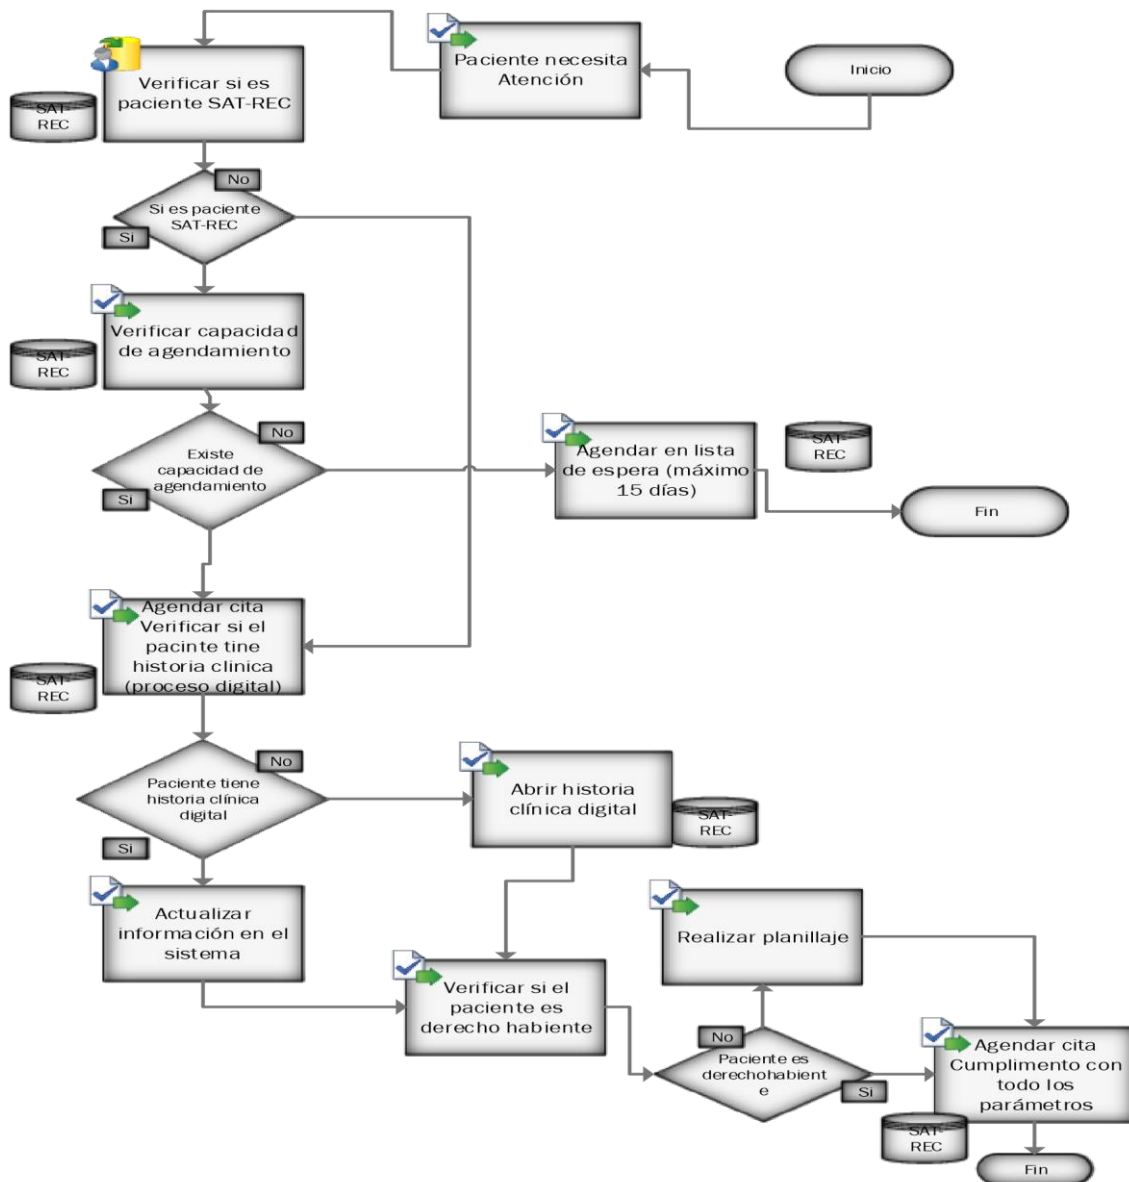 Inicio
Paciente necesita
Atención
Verificar si es
paciente SAT-REC
SAT-
REC
No
Si es paciente
SAT-REC
Si
Verificar capacidad
de agendamiento
SAT-
REC
No
Existe
capacidad de
agendamiento
Si
Agendar en lista
de espera (máximo
15 días)
SAT-
REC
Fin
Agendar cita
Verificar si el
pacinte tine
historia clinica
(proceso digital)
SAT-
REC
No
Paciente tiene
historia clínica
digital
Si
Abrir historia
clínica digital
SAT-
REC
Actualizar
información en el
sistema
Verificar si el
paciente es
derecho habiente
Realizar planillaje
No
Paciente es
derechohabient
e
Si
Agendar cita
Cumplimento con
todo los
parámetros
SAT-
REC
Fin